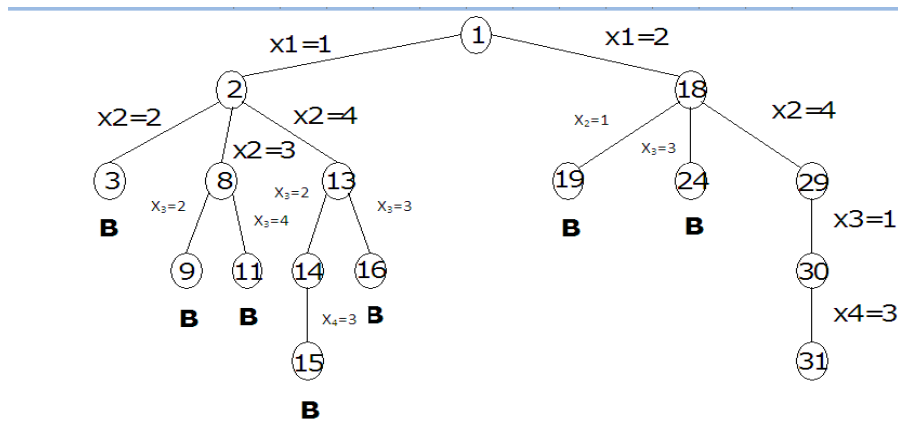 1
x1=1 x1=2
2 18
x2=2 x2=4 x2=4
x2=3 X₂=1 X₃=3
3 8 13 19 24 29
X₃=2 X₃=4 X₃=2 X₃=3 x3=1
B B B
9 11 14 16 30
B B X₄=3 B x4=3
15 31
B